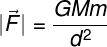 |F⃗| = GMm/d²